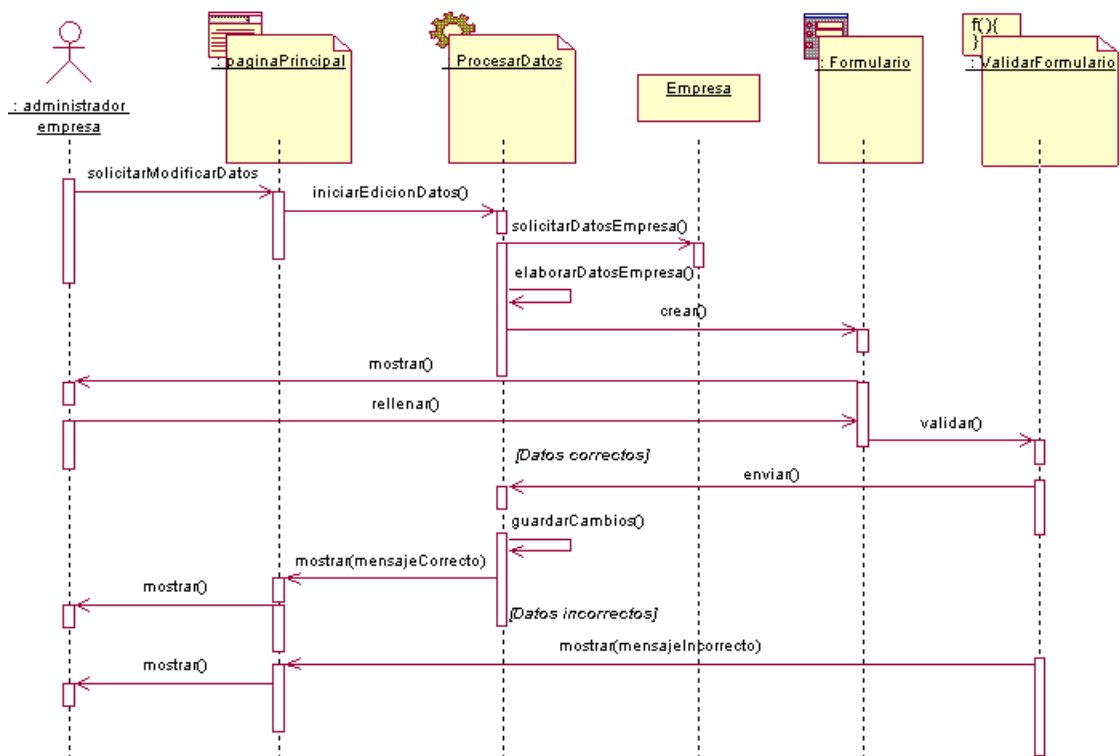 f(){
}
: paginaPrincipal
: ProcesarDatos
: Formulario
: ValidarFormulario
Empresa
: administrador
empresa
solicitarModificarDatos
iniciarEdicionDatos()
solicitarDatosEmpresa()
elaborarDatosEmpresa()
crear()
mostrar()
rellenar()
validar()
[Datos correctos]
enviar()
guardarCambios()
mostrar(mensajeCorrecto)
mostrar()
[Datos incorrectos]
mostrar(mensajeIncorrecto)
mostrar()